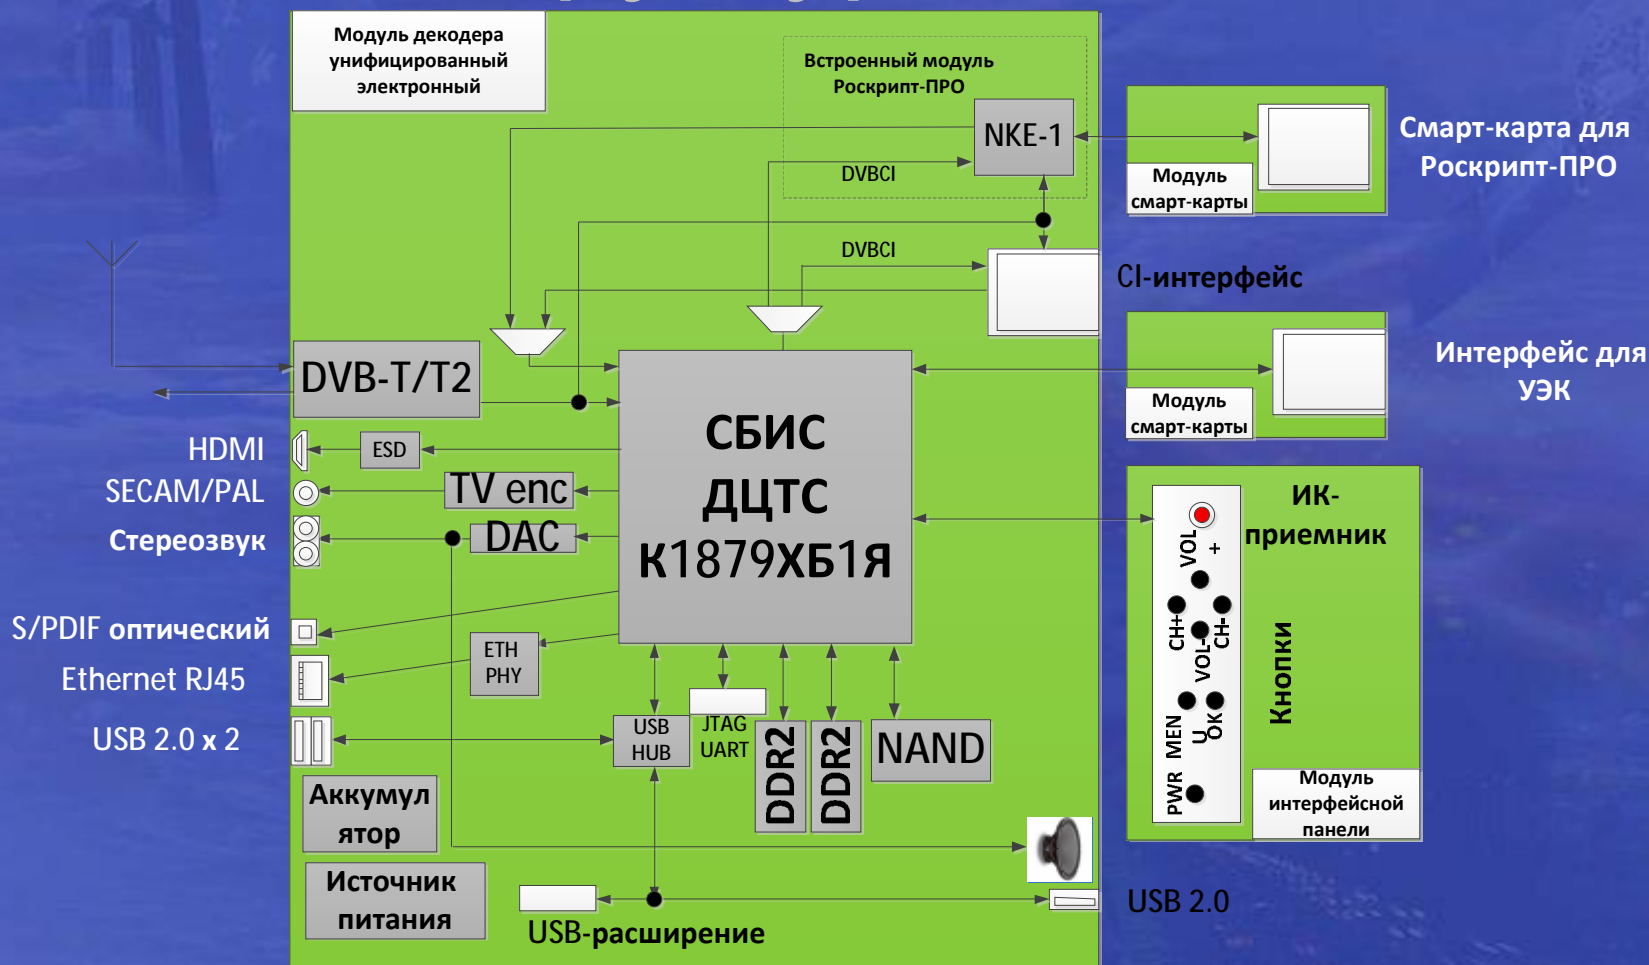 Модуль декодера
унифицированный
электронный
Встроенный модуль
Роскрипт-ПРО
NKE-1
DVBCI
DVBCI
Модуль
смарт-карты
Смарт-карта для
Роскрипт-ПРО
CI-интерфейс
DVB-T/T2
СБИС
ДЦТС
К1879ХБ1Я
Модуль
смарт-карты
Интерфейс для
УЭК
HDMI
ESD
SECAM/PAL
TV enc
Стереозвук
DAC
S/PDIF оптический
Ethernet RJ45
ETH
PHY
USB 2.0 x 2
USB
HUB
JTAG
UART
DDR2
DDR2
NAND
ИК-
приемник
VOL
+
CH+
VOL-
CH-
MEN
U
OK
PWR
Кнопки
Модуль
интерфейсной
панели
Аккумул
ятор
Источник
питания
USB-расширение
USB 2.0